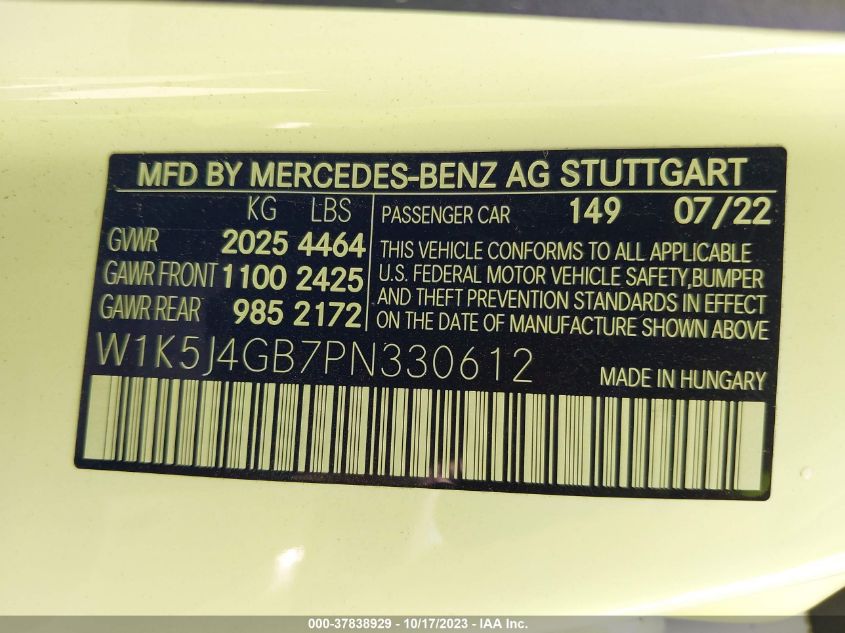 MFD BY MERCEDES-BENZ AG STUTTGART
KG LBS
GVWR 2025 4464
GAWR FRONT 1100 2425
GAWR REAR 985 2172
PASSENGER CAR 149 07/22
THIS VEHICLE CONFORMS TO ALL APPLICABLE
U.S. FEDERAL MOTOR VEHICLE SAFETY,BUMPER
AND THEFT PREVENTION STANDARDS IN EFFECT
ON THE DATE OF MANUFACTURE SHOWN ABOVE
W1K5J4GB7PN330612
MADE IN HUNGARY
000-37838929 - 10/17/2023 - IAA Inc.